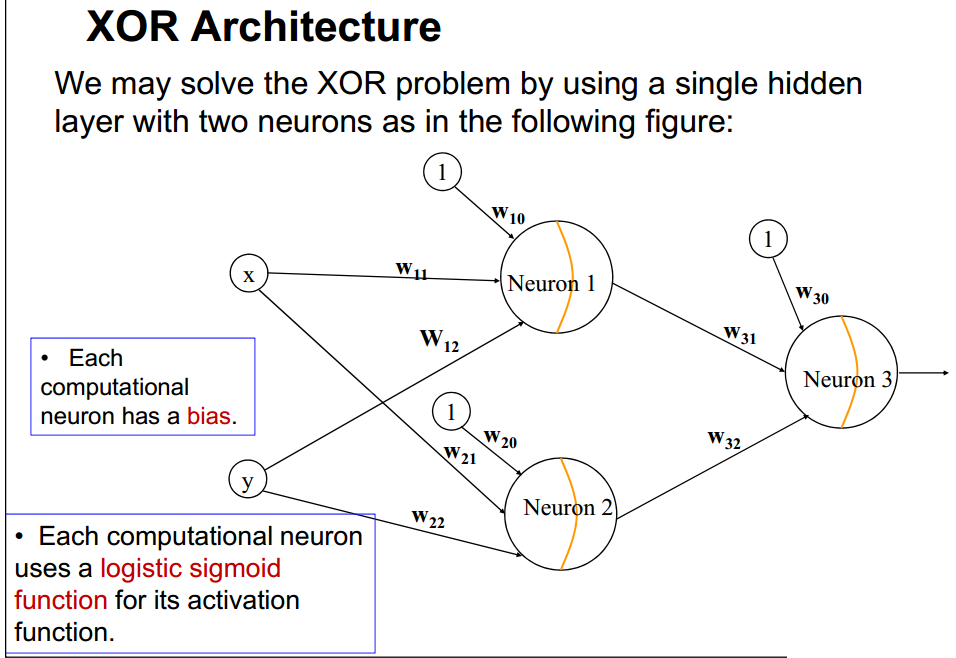 XOR Architecture
We may solve the XOR problem by using a single hidden
layer with two neurons as in the following figure:
1
w10
1
x
w11
Neuron 1
w30
W12
w31
• Each
computational
neuron has a bias.
Neuron 3
1
w20
w21
w32
y
Neuron 2
w22
• Each computational neuron
uses a logistic sigmoid
function for its activation
function.